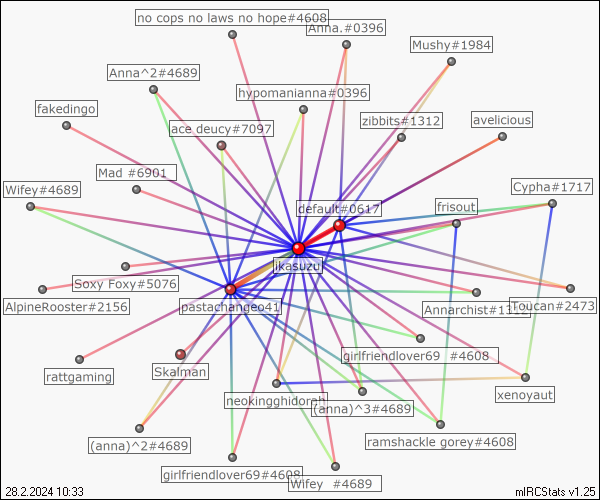 no cops no laws no hope#4608
Anna.#0396
Mushy#1984
Anna^2#4689
hypomanianna#0396
fakedingo
ace deucy#7097
zibbits#1312
avelicious
Mad #6901
Wifey#4689
Cypha#1717
default#0617
frisout
ikasuzu
Soxy Foxy#5076
AlpineRooster#2156
pastachangeo41
Annarchist#1312
Toucan#2473
girlfriendlover69 #4608
Skalman
rattgaming
neokingghidorah
(anna)^3#4689
xenoyaut
(anna)^2#4689
ramshackle gorey#4608
girlfriendlover69#4608
Wifey #4689
28.2.2024 10:33
mIRCStats v1.25